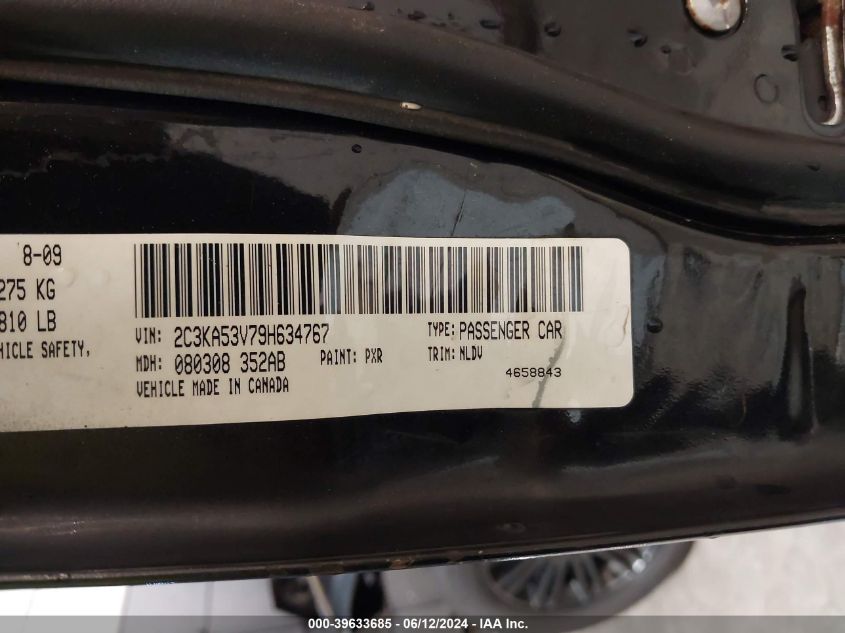 8-09
275 KG
810 LB
HICLE SAFETY,
VIN: 2C3KA53V79H634767
TYPE: PASSENGER CAR
MDH: 080308 352AB
PAINT: PXR
TRIM: NLDV
VEHICLE MADE IN CANADA
4658843
000-39633685 - 06/12/2024 - IAA Inc.